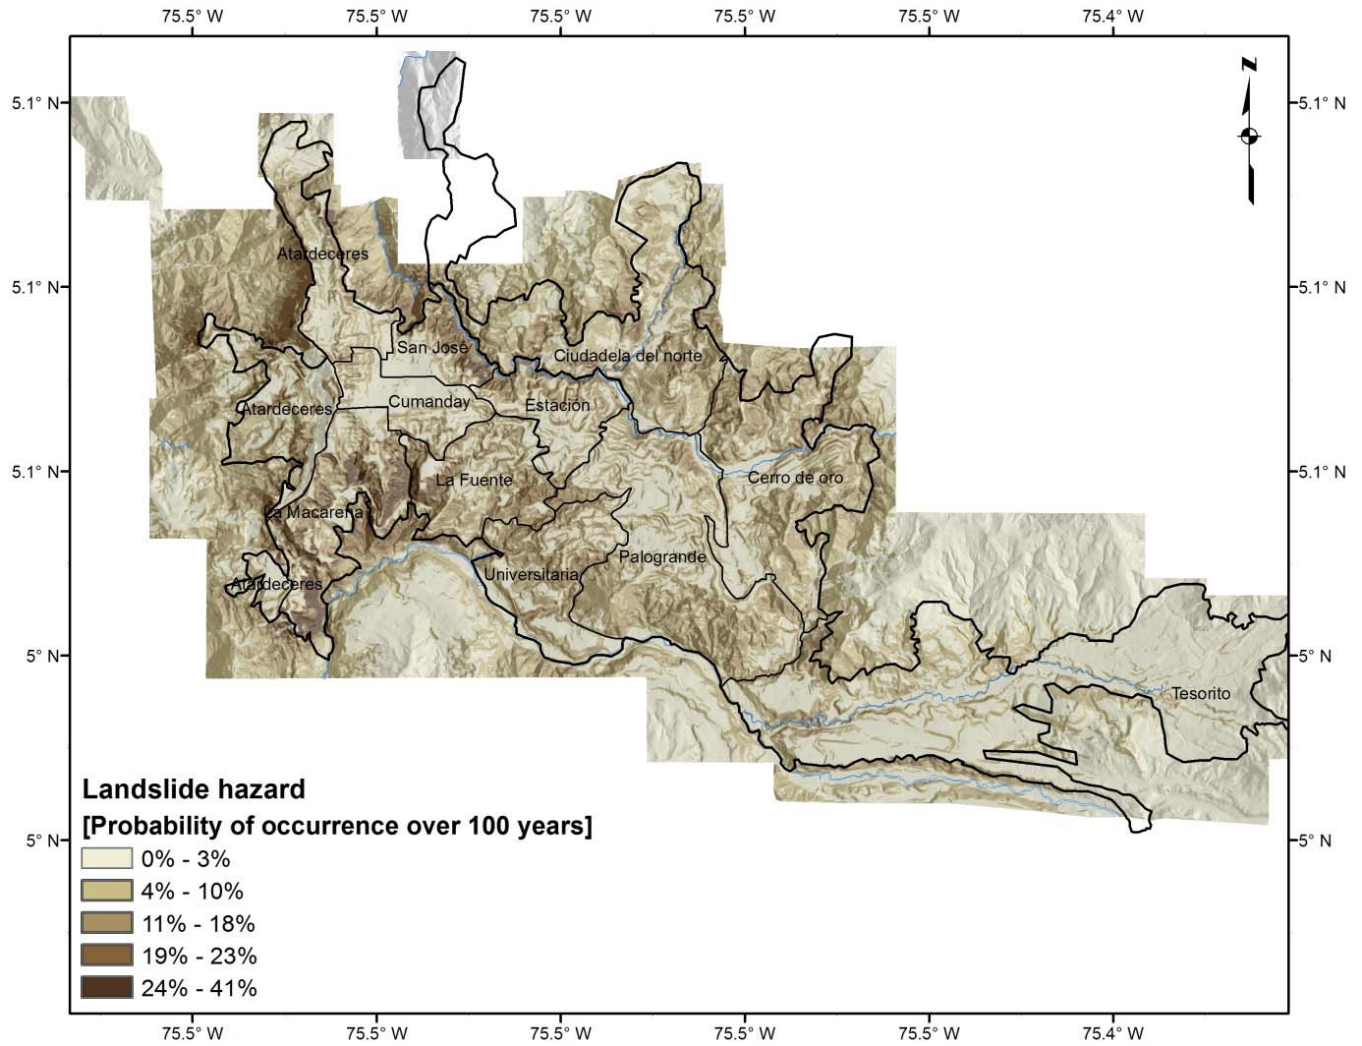 75.5° W 75.5° W 75.5° W 75.5° W 75.5° W 75.4° W
N
5.1° N 5.1° N
Atardeceres
5.1° N 5.1° N
San José
Ciudadela del norte
Atardeceres
Cumanday
Estación
5.1° N 5.1° N
La Fuente
Cerro de oro
La Macarena
Palogrande
Universitaria
Atardeceres
5° N 5° N
Tesorito
Landslide hazard
[Probability of occurrence over 100 years]
5° N 5° N
0% - 3%
4% - 10%
11% - 18%
19% - 23%
24% - 41%
75.5° W 75.5° W 75.5° W 75.5° W 75.5° W 75.4° W